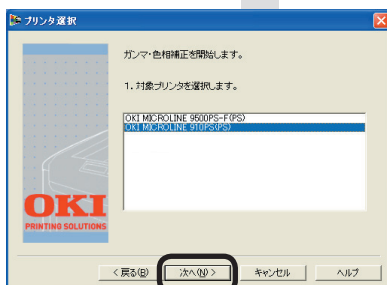 プリンタ選択
ガンマ・色相補正を開始します。
1. 対象プリンタを選択します。
OKI MICROLINE 9500PS-F(PS)
OKI MICROLINE 910PS(PS)
OKI
PRINTING SOLUTIONS
< 戻る(B)
次へ(N) >
キャンセル
ヘルプ